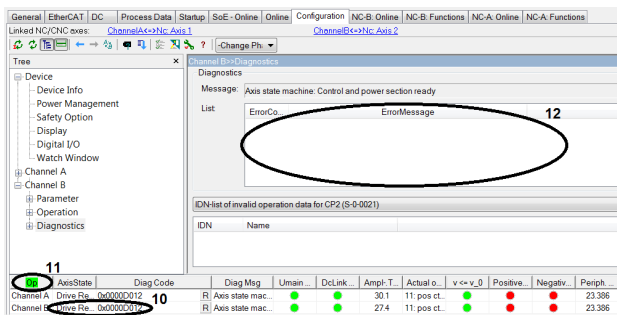 General EtherCAT DC Process Data Startup SoE - Online Online Configuration NC-B: Online NC-B: Functions NC-A: Online NC-A: Functions
Linked NC/CNC axes: ChannelA<=>Nc: Axis 1 ChannelB<=>Nc: Axis 2
? -Change Ph:
Tree × Channel B>>Diagnostics
Diagnostics
Device
Message: Axis state machine: Control and power section ready
Device Info
Power Management
List: ErrorCo... ErrorMessage 12
Safety Option
Display
Digital I/O
Watch Window
Channel A
Channel B
Parameter
IDN-list of invalid operation data for CP2 (S-0-0021)
Operation
Diagnostics
IDN Name
11
Op AxisState Diag Code Diag Msg Umain ... DcLink ... Ampl-.T... Actual o... v <= v_0 Positive... Negativ... Periph. ...
Channel A Drive Re... 0x0000D012 10 R Axis state mac... 30.1 11: pos ct... 23.386
Channel B Drive Re... 0x0000D012 R Axis state mac... 27.4 11: pos ct... 23.386